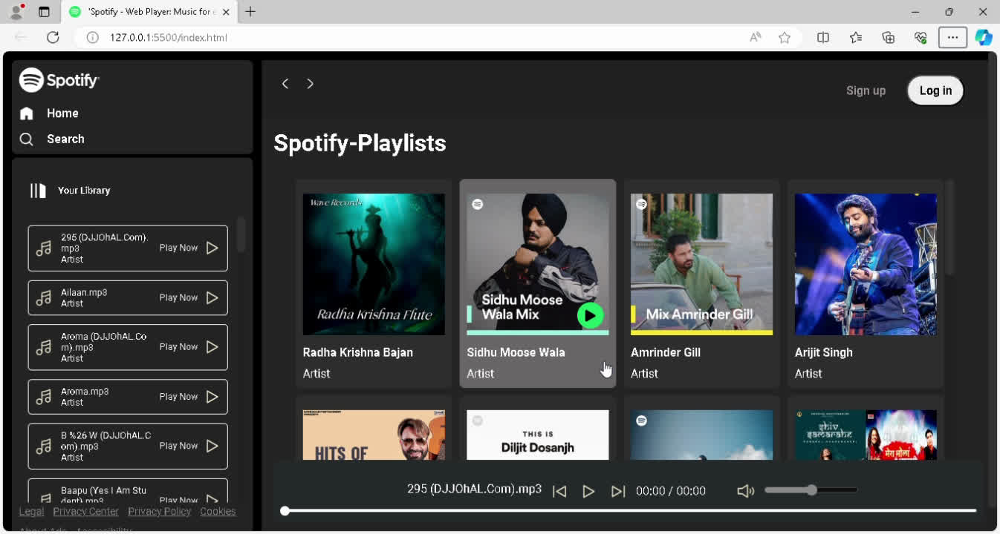 'Spotify - Web Player: Music for e
127.0.0.1:5500/index.html
Spotify
Home
Search
Your Library
295 (DJJOhAL.Com).
mp3
Artist
Play Now
Ailaan.mp3
Artist
Play Now
Aroma (DJJOhAL.Co
m).mp3
Artist
Play Now
Aroma.mp3
Artist
Play Now
B %26 W (DJJOhAL.C
om).mp3
Artist
Play Now
Baapu (Yes I Am Stu
dent).mp3
Play Now
Legal Privacy Center Privacy Policy Cookies
About Ads Accessibility
Sign up
Log in
Spotify-Playlists
Wave Records
Radha Krishna Flute
Radha Krishna Bajan
Artist
Sidhu Moose
Wala Mix
Sidhu Moose Wala
Artist
Mix Amrinder Gill
Amrinder Gill
Artist
Arijit Singh
Artist
HITS OF
THIS IS
Diljit Dosanjh
shiv
samarahe
मेरा भोला
295 (DJJOhAL.Com).mp3
00:00 / 00:00